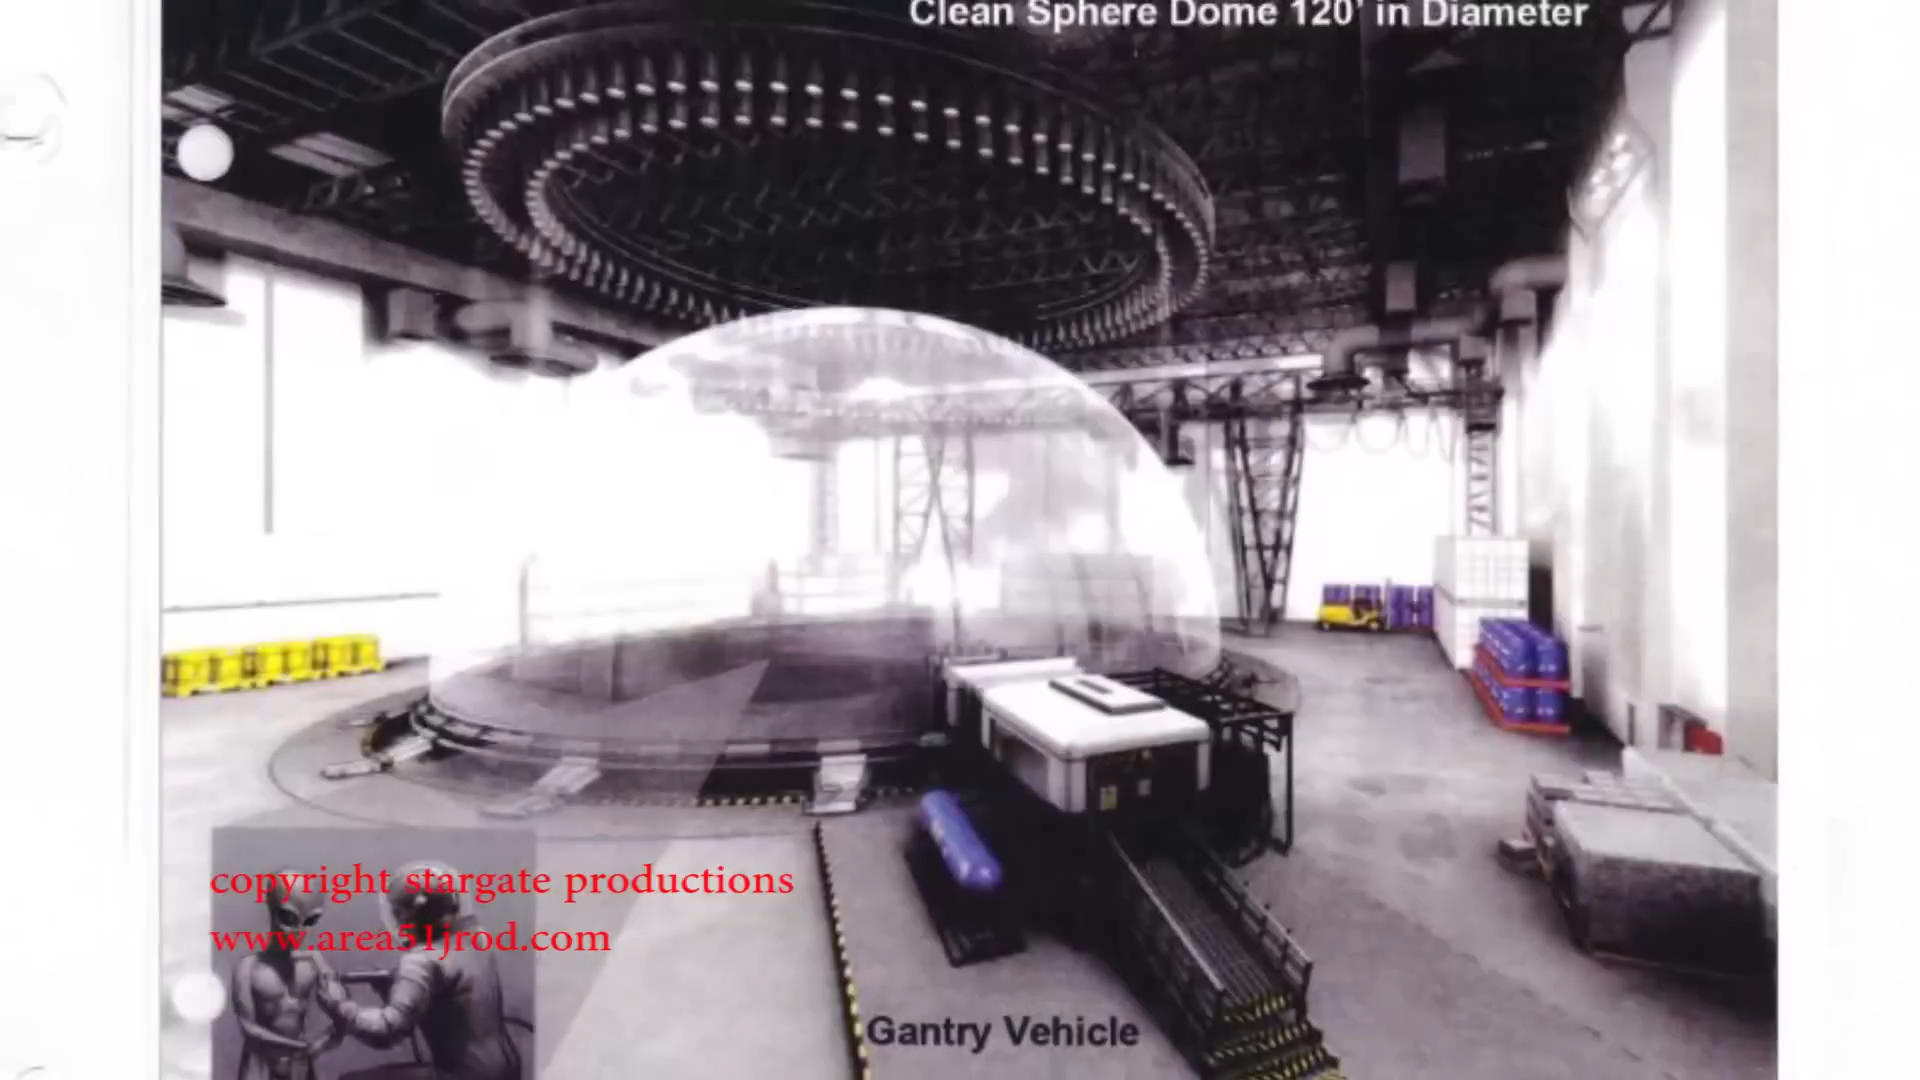 Clean Sphere Dome 120' in Diameter
copyright stargate productions
www.area51jrod.com
Gantry Vehicle